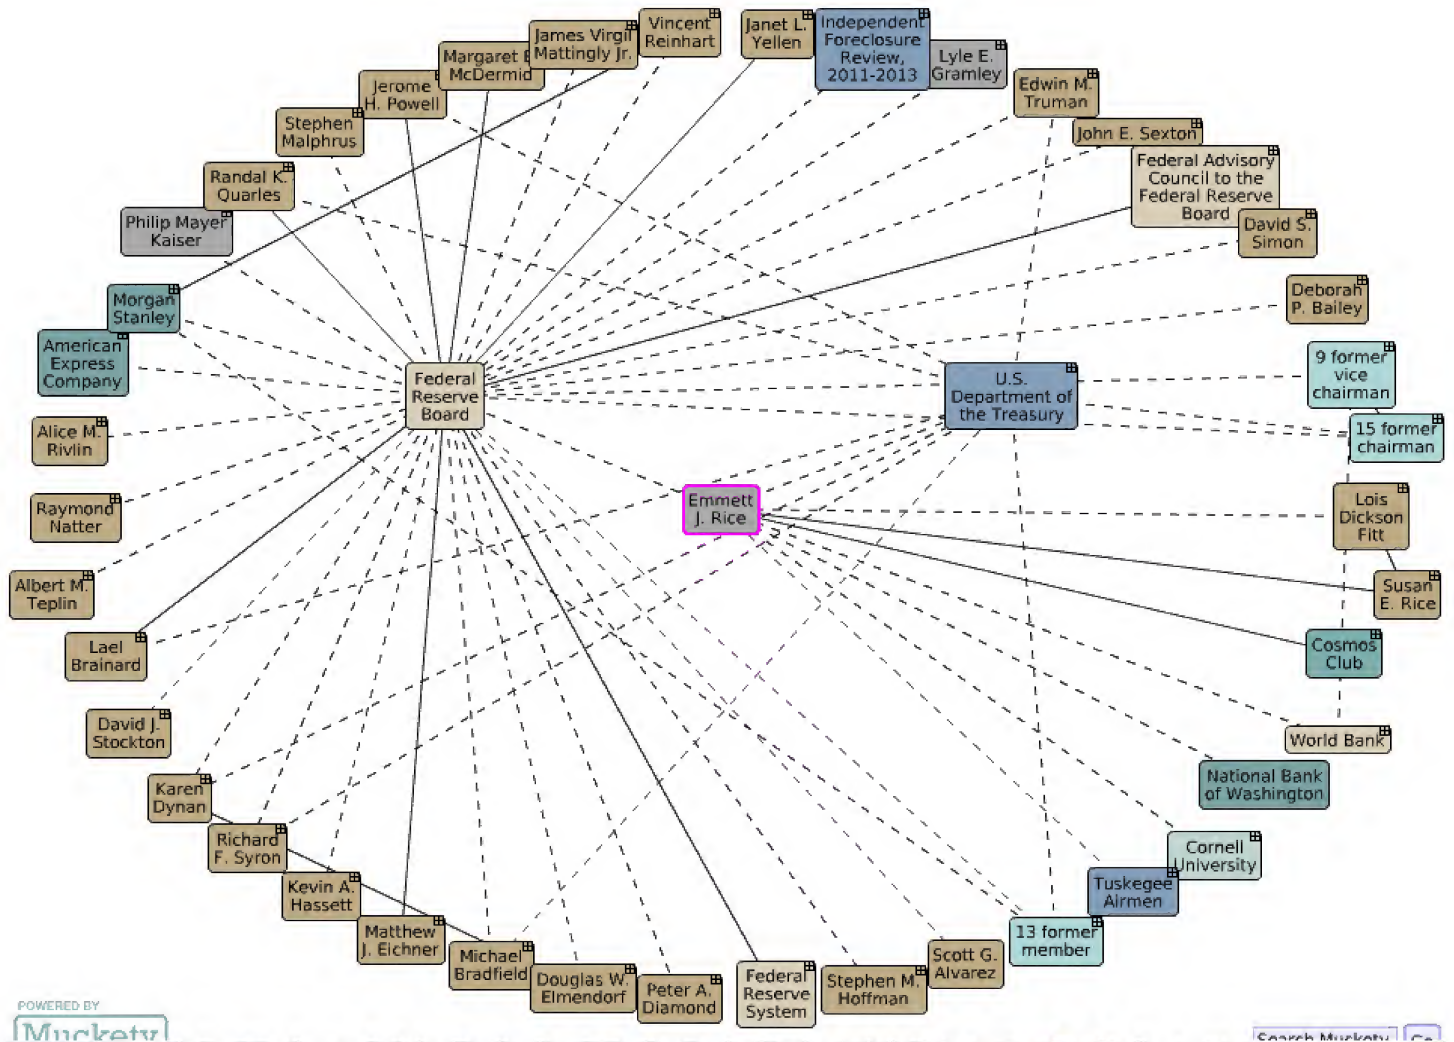 Vincent
Reinhart
James Virgil
Mattingly Jr.
Margaret E
McDermid
Jerome
H. Powell
Stephen
Malphrus
Randal K.
Quarles
Philip Mayer
Kaiser
Morgan
Stanley
American
Express
Company
Alice M.
Rivlin
Raymond
Natter
Albert M.
Teplin
Lael
Brainard
David J.
Stockton
Karen
Dynan
Richard
F. Syron
Kevin A.
Hassett
Matthew
J. Eichner
Michael
Bradfield
Douglas W.
Elmendorf
Peter A.
Diamond
Federal
Reserve
System
Stephen M.
Hoffman
Scott G.
Alvarez
13 former
member
Tuskegee
Airmen
Cornell
University
National Bank
of Washington
World Bank
Cosmos
Club
Susan
E. Rice
Lois
Dickson
Fitt
15 former
chairman
9 former
vice
chairman
Deborah
P. Bailey
David S.
Simon
Federal Advisory
Council to the
Federal Reserve
Board
John E. Sexton
Edwin M.
Truman
Lyle E.
Gramley
Independent
Foreclosure
Review,
2011-2013
Janet L.
Yellen
Federal
Reserve
Board
U.S.
Department of
the Treasury
Emmett
J. Rice
POWERED BY
Muckety
Search Muckety
Go